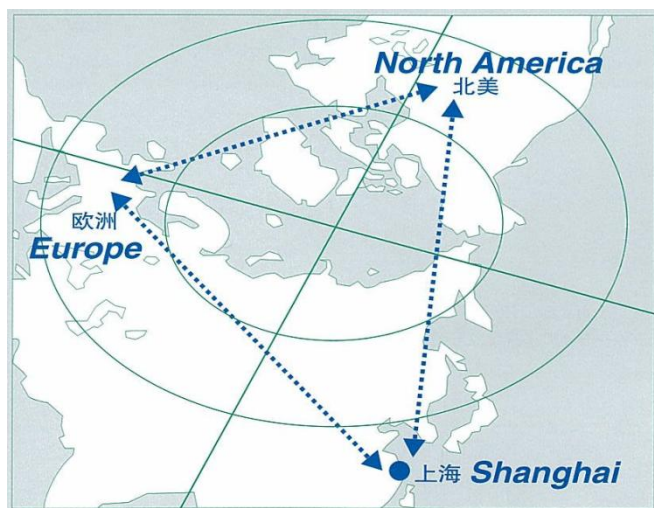 North America
北美
欧洲
Europe
上海 Shanghai